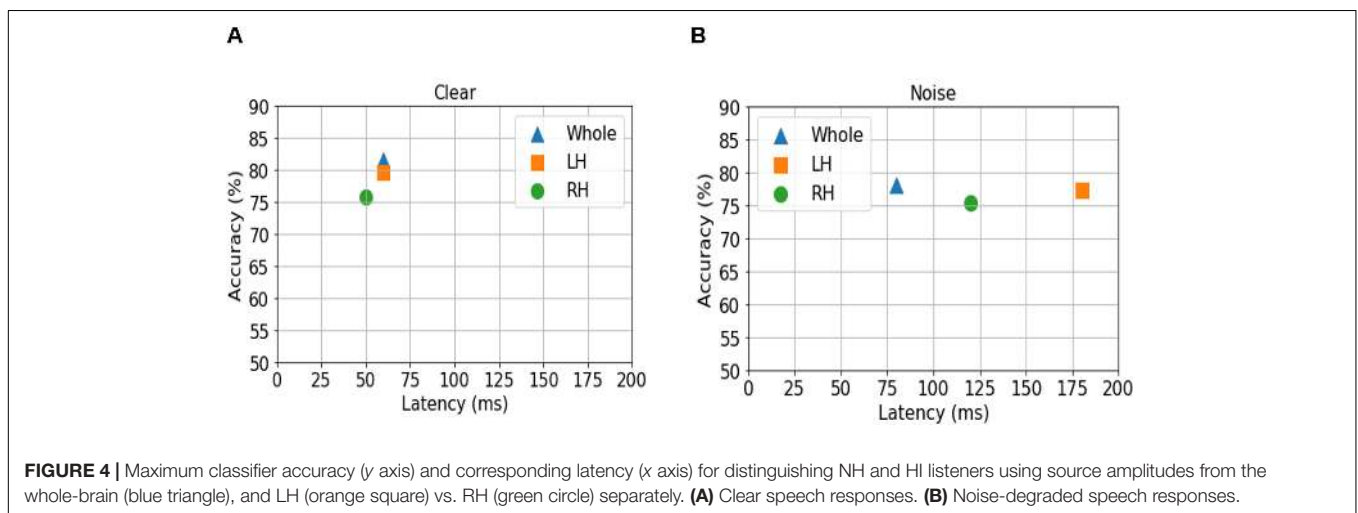 A
Clear
90
85
80
75
70
65
60
55
50
Accuracy (%)
Whole
LH
RH
0 25 50 75 100 125 150 175 200
Latency (ms)
B
Noise
90
85
80
75
70
65
60
55
50
Accuracy (%)
Whole
LH
RH
0 25 50 75 100 125 150 175 200
Latency (ms)
FIGURE 4 | Maximum classifier accuracy (y axis) and corresponding latency (x axis) for distinguishing NH and HI listeners using source amplitudes from the
whole-brain (blue triangle), and LH (orange square) vs. RH (green circle) separately. (A) Clear speech responses. (B) Noise-degraded speech responses.